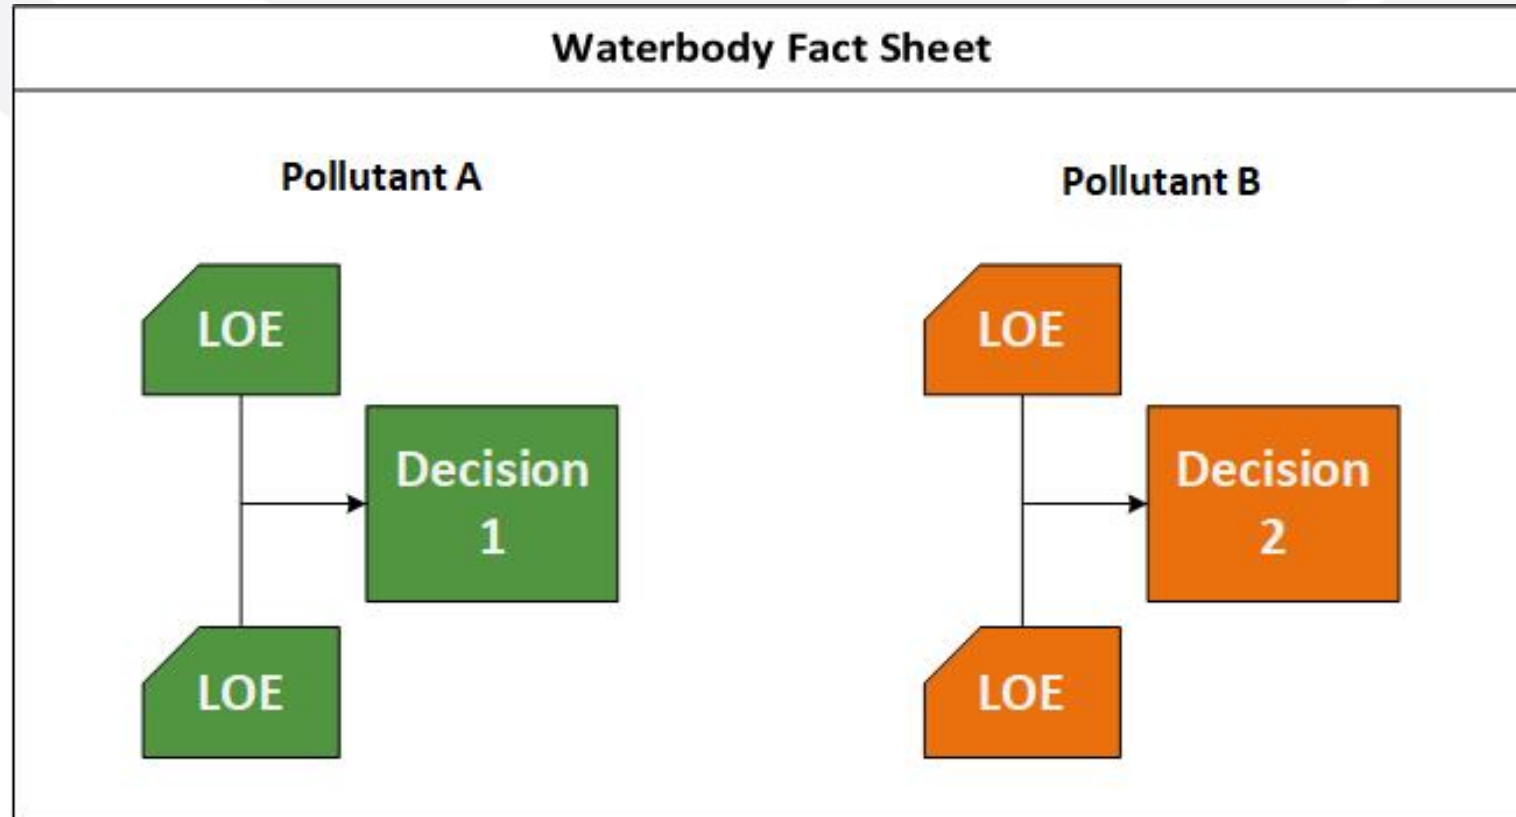 Waterbody Fact Sheet
Pollutant A
LOE
Decision
1
LOE
Pollutant B
LOE
Decision
2
LOE